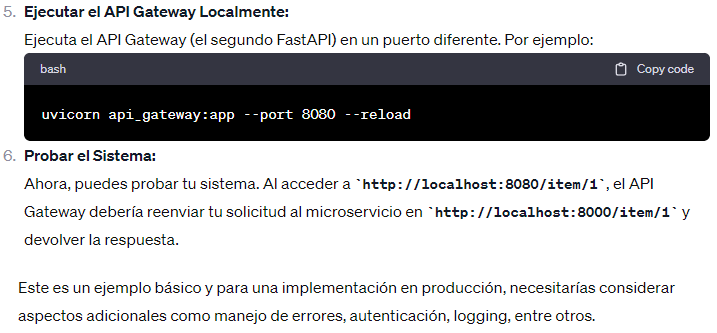 5. Ejecutar el API Gateway Localmente:
Ejecuta el API Gateway (el segundo FastAPI) en un puerto diferente. Por ejemplo:
bash Copy code
uvicorn api_gateway:app --port 8080 --reload
6. Probar el Sistema:
Ahora, puedes probar tu sistema. Al acceder a `http://localhost:8080/item/1`, el API
Gateway debería reenviar tu solicitud al microservicio en `http://localhost:8000/item/1` y
devolver la respuesta.
Este es un ejemplo básico y para una implementación en producción, necesitarías considerar
aspectos adicionales como manejo de errores, autenticación, logging, entre otros.